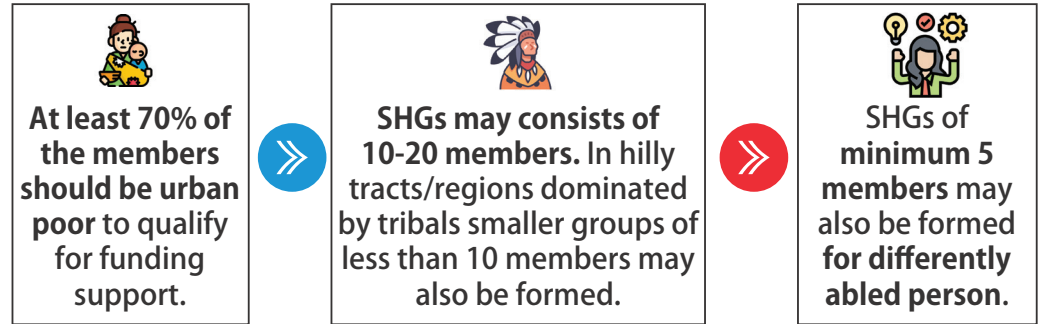 At least 70% of
the members
should be urban
poor to qualify
for funding
support.
SHGs may consists of
10-20 members. In hilly
tracts/regions dominated
by tribals smaller groups of
less than 10 members may
also be formed.
SHGs of
minimum 5
members may
also be formed
for differently
abled person.